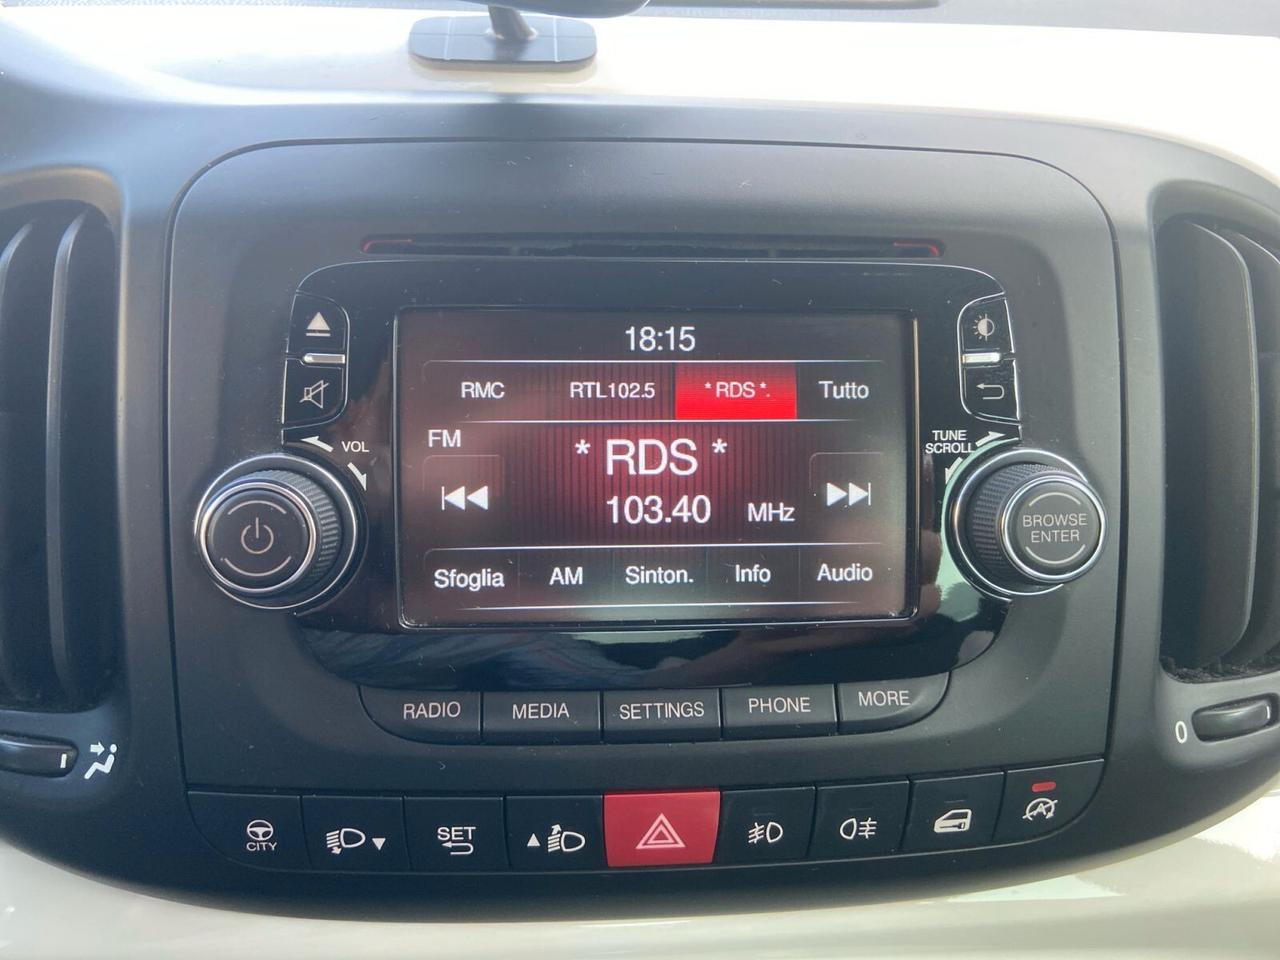 18:15
RMC RTL102.5 * RDS *. Tutto
FM
* RDS *
103.40 MHz
Sfoglia AM Sinton. Info Audio
VOL
TUNE
SCROLL
BROWSE
ENTER
RADIO MEDIA SETTINGS PHONE MORE
0
CITY
SET
A